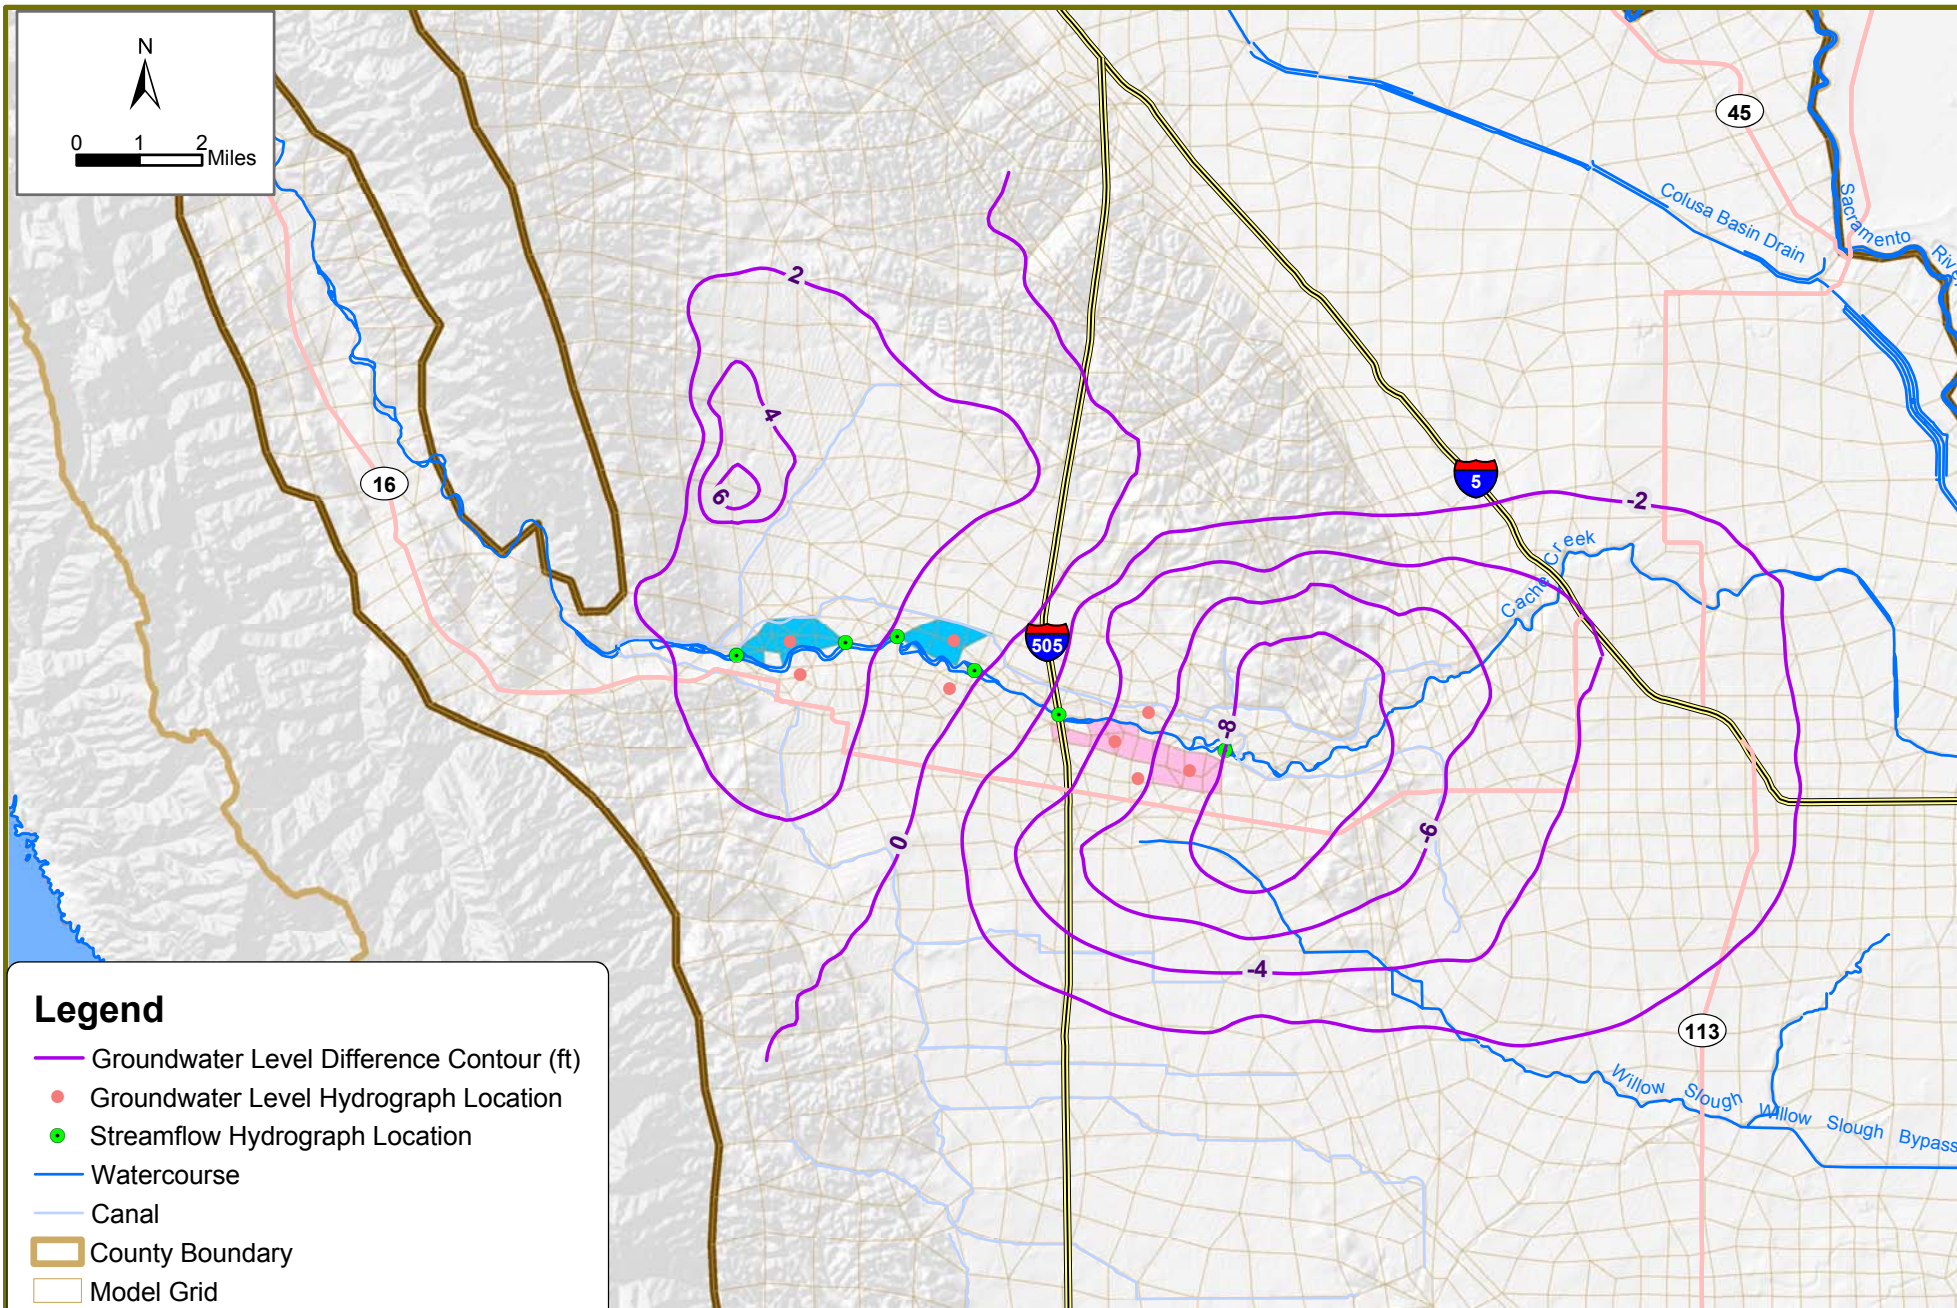 N
0 1 2 Miles
45
Colusa Basin Drain
Sacramento
2
4
16
6
5
-2
Cache Creek
505
-8
-6
0
-4
113
Willow Slough
Willow Slough Bypass
Legend
Groundwater Level Difference Contour (ft)
Groundwater Level Hydrograph Location
Streamflow Hydrograph Location
Watercourse
Canal
County Boundary
Model Grid